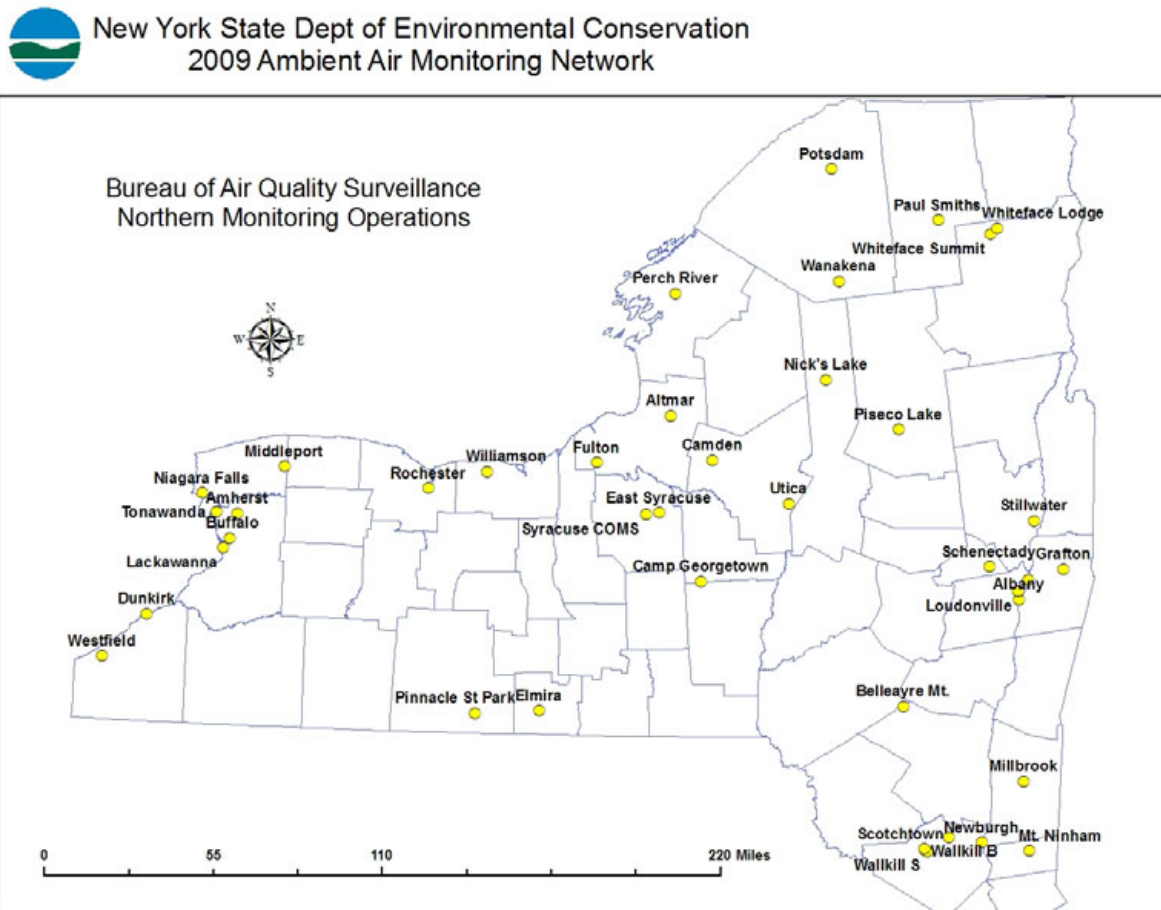 New York State Dept of Environmental Conservation
2009 Ambient Air Monitoring Network
Bureau of Air Quality Surveillance
Northern Monitoring Operations
N
W E
S
Potsdam
Paul Smiths
Whiteface Lodge
Whiteface Summit
Wanakena
Perch River
Nick's Lake
Altmar
Piseco Lake
Camden
Fulton
Middleport
Williamson
Rochester
Niagara Falls
Amherst
Tonawanda
Buffalo
Lackawanna
Utica
East Syracuse
Syracuse COMS
Stillwater
Schenectady
Grafton
Camp Georgetown
Albany
Loudonville
Dunkirk
Westfield
Pinnacle St Park
Elmira
Belleayre Mt.
Millbrook
Scotchtown
Newburgh
Mt. Ninham
Wallkill B
Wallkill S
0 55 110 220 Miles